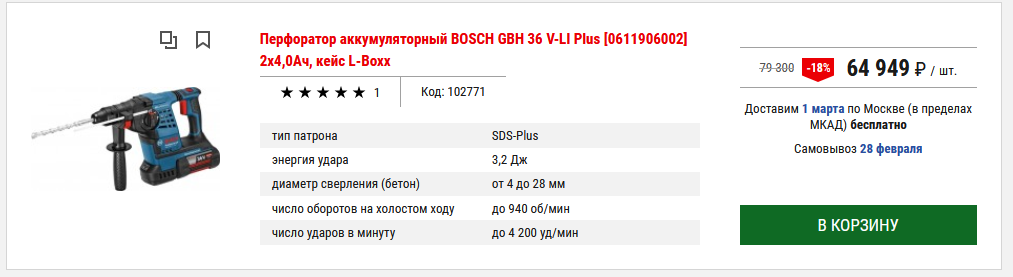 Перфоратор аккумуляторный BOSCH GBH 36 V-LI Plus [0611906002]
2x4,0Ач, кейс L-Boxx
1
Код: 102771
тип патрона SDS-Plus
энергия удара 3,2 Дж
диаметр сверления (бетон) от 4 до 28 мм
число оборотов на холостом ходу до 940 об/мин
число ударов в минуту до 4 200 уд/мин
79 300 -18% 64 949 ₽ / шт.
Доставим 1 марта по Москве (в пределах
МКАД) бесплатно
Самовывоз 28 февраля
В КОРЗИНУ